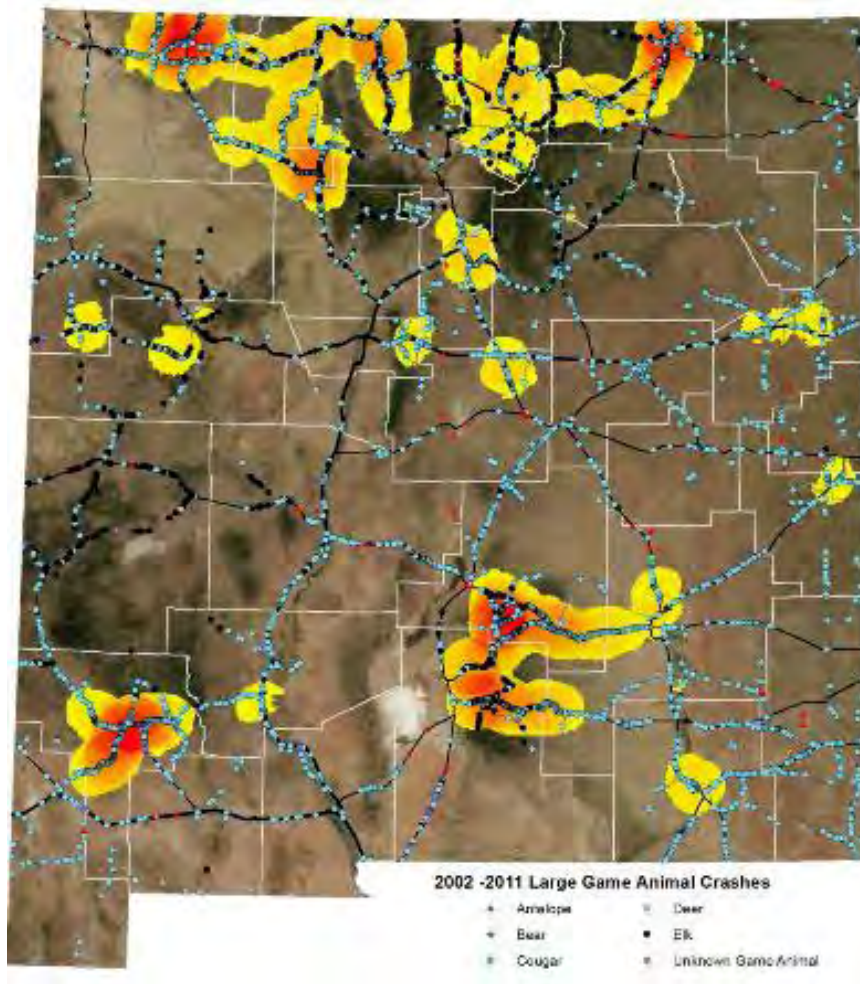 2002 -2011 Large Game Animal Crashes
Antelope
Deer
Bear
Elk
Cougar
Unknown Game Animal